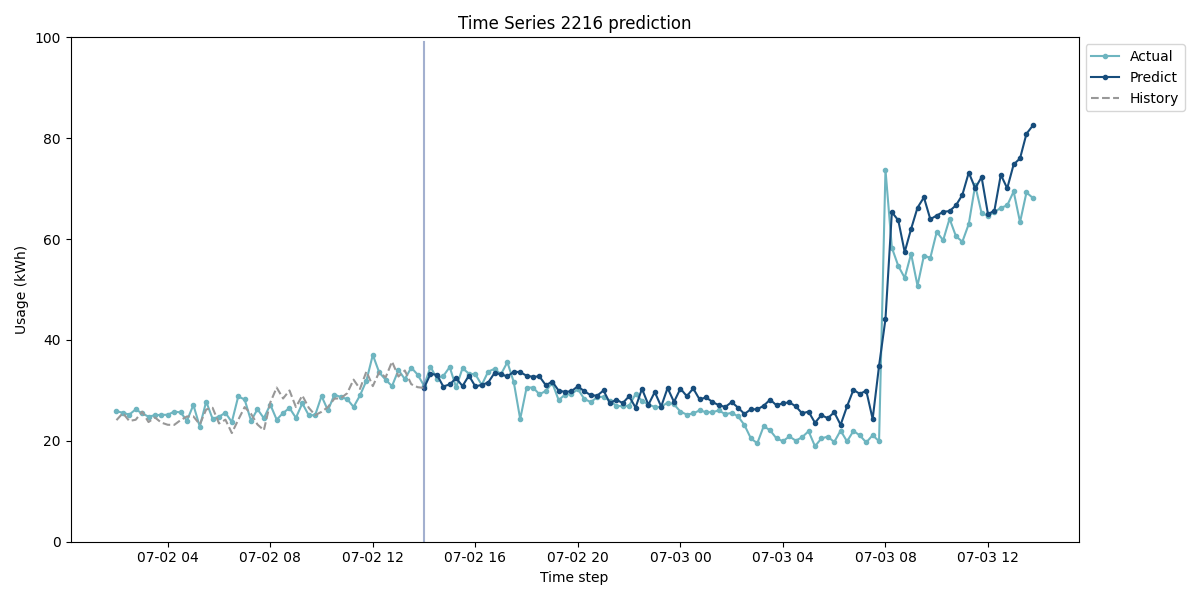 Time Series 2216 prediction
Usage (kWh)
100
80
60
40
20
0
07-02 04
07-02 08
07-02 12
07-02 16
07-02 20
07-03 00
07-03 04
07-03 08
07-03 12
Time step
Actual
Predict
History